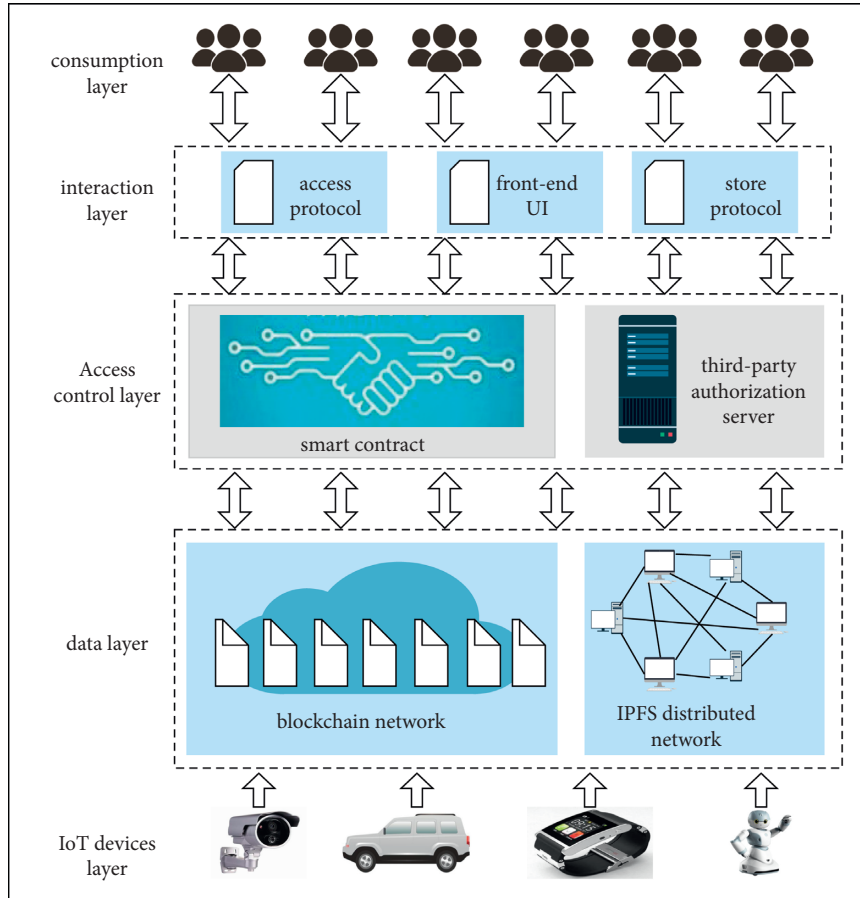 consumption
layer
interaction
layer
access
protocol
front-end
UI
store
protocol
Access
control layer
smart contract
third-party
authorization
server
data layer
blockchain network
IPFS distributed
network
IoT devices
layer